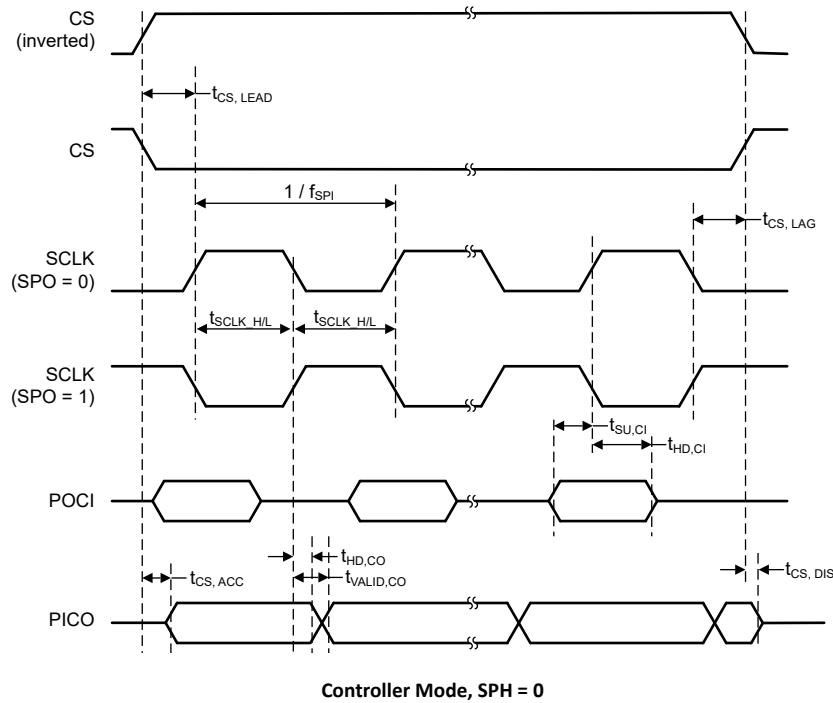 CS
(inverted)
tCS, LEAD
CS
1 / fSPI
tCS, LAG
SCLK
(SPO = 0)
tSCLK_H/L tSCLK_H/L
SCLK
(SPO = 1)
tSU,CI
tHD,CI
POCI
tHD,CO
tCS, ACC tVALID,CO tCS, DIS
PICO
Controller Mode, SPH = 0